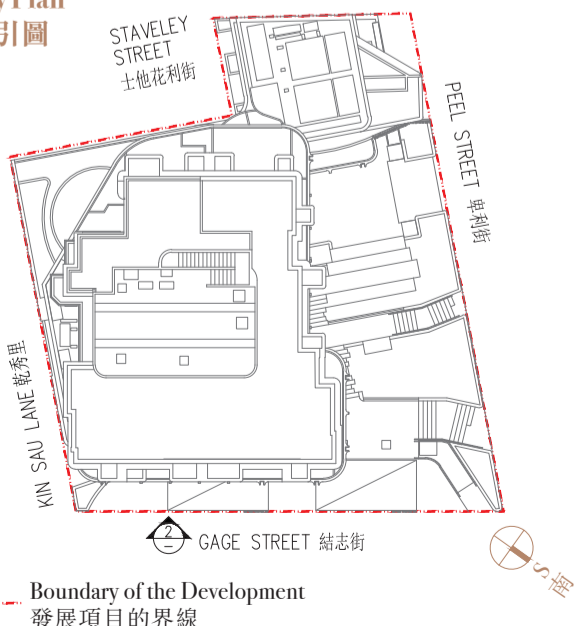 Plan
引圖
STAVELEY
STREET
士他花利街
PEEL STREET 卑利街
KIN SAU LANE 乾秀里
2
GAGE STREET 結志街
S 南
Boundary of the Development
發展項目的界線